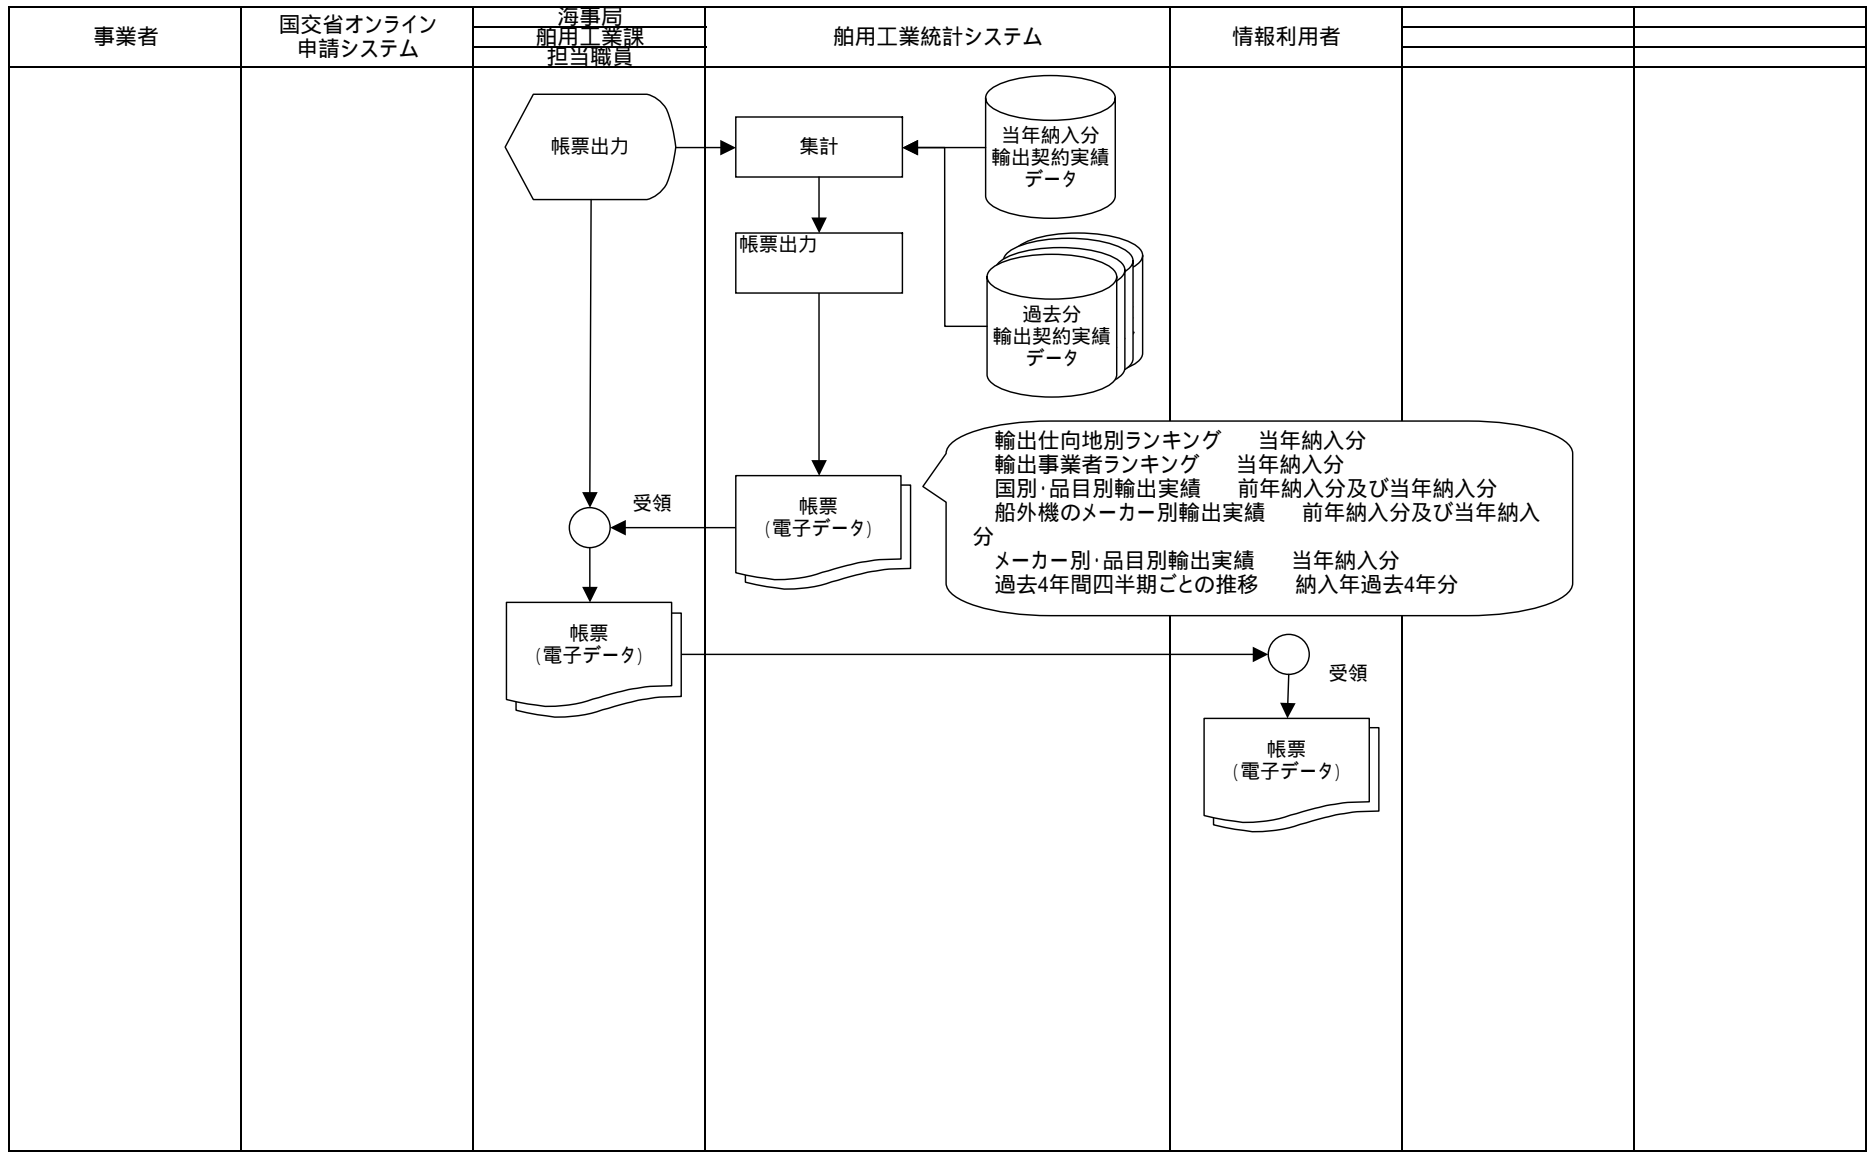 事業者
国交省オンライン
申請システム
海事局
舶用工業課
担当職員
舶用工業統計システム
情報利用者
帳票出力
集計
当年納入分
輸出契約実績
データ
帳票出力
過去分
輸出契約実績
データ
輸出仕向地別ランキング　　当年納入分
輸出事業者ランキング　　当年納入分
国別・品目別輸出実績　　前年納入分及び当年納入分
船外機のメーカー別輸出実績　　前年納入分及び当年納入
分
メーカー別・品目別輸出実績　　当年納入分
過去4年間四半期ごとの推移　　納入年過去4年分
受領
帳票
(電子データ)
帳票
(電子データ)
受領
帳票
(電子データ)